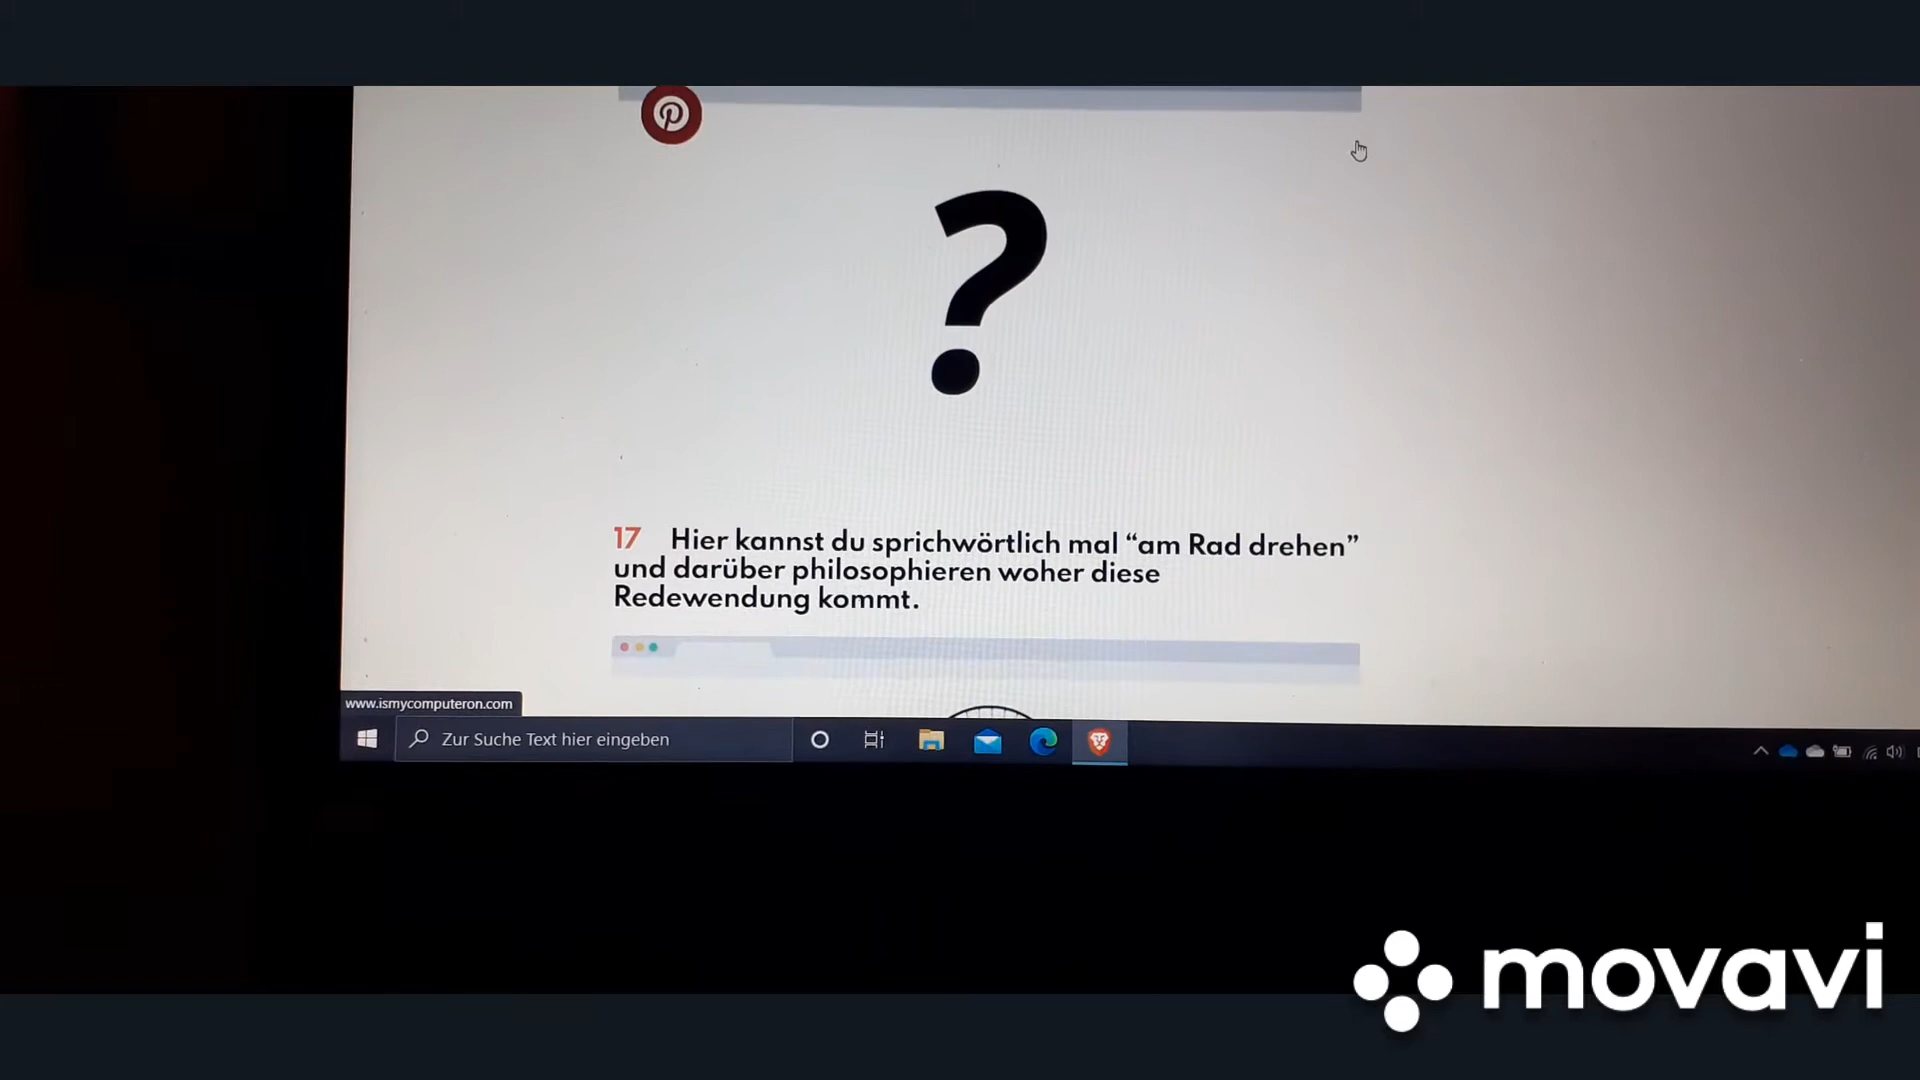 ?
17 Hier kannst du sprichwörtlich mal “am Rad drehen”
und darüber philosophieren woher diese
Redewendung kommt.
www.ismycomputeron.com
Zur Suche Text hier eingeben
movavi